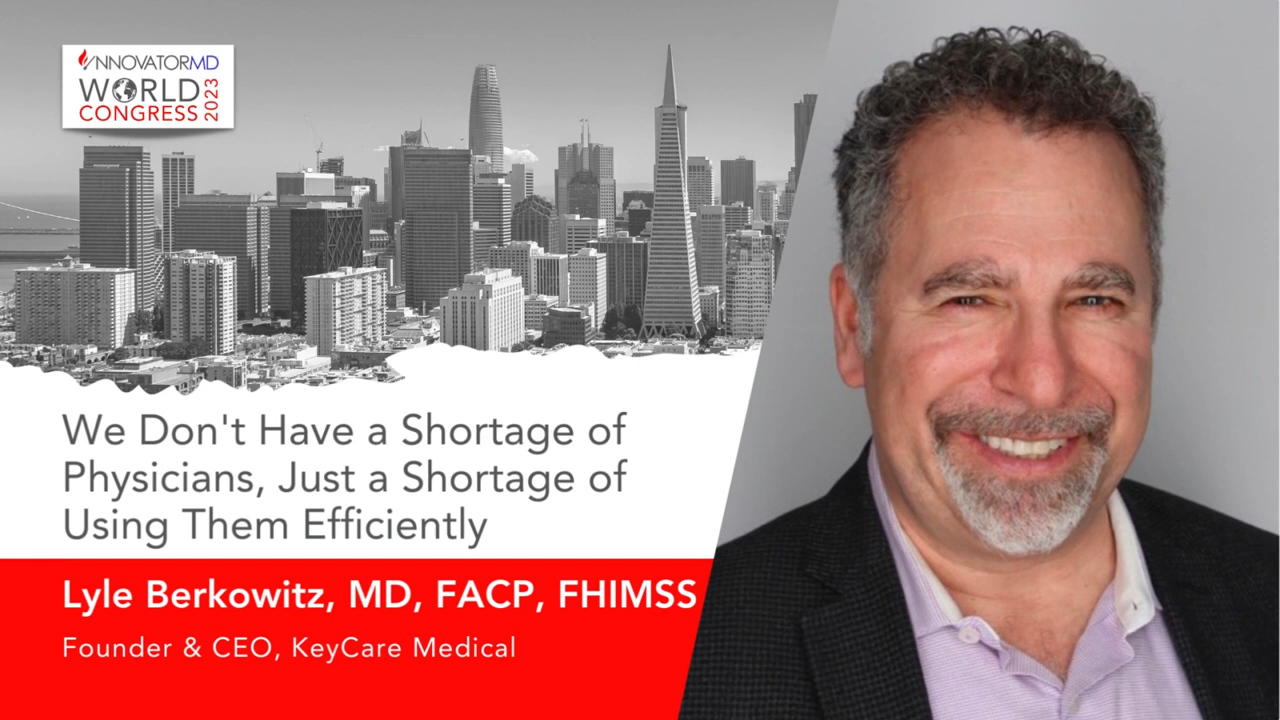 INNOVATORMD
WORLD
CONGRESS 2023
We Don't Have a Shortage of
Physicians, Just a Shortage of
Using Them Efficiently
Lyle Berkowitz, MD, FACP, FHIMSS
Founder & CEO, KeyCare Medical